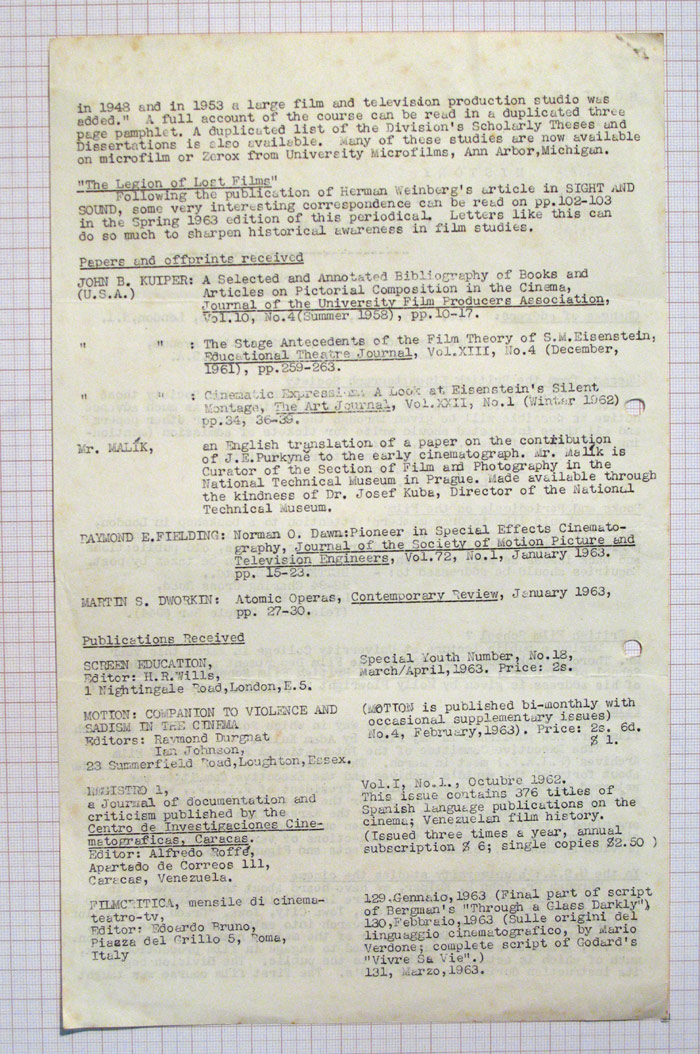 in 1948 and in 1953 a large film and television production studio was
added." A full account of the course can be read in a duplicated three
page pamphlet. A duplicated list of the Division's Scholarly Theses and
Dissertations is also available. Many of these studies are now available
on microfilm or Zerox from University Microfilms, Ann Arbor,Michigan.
"The Legion of Lost Films"
Following the publication of Herman Weinberg's article in SIGHT AND
SOUND, some very interesting correspondence can be read on pp.102-103
in the Spring 1963 edition of this periodical. Letters like this can
do so much to sharpen historical awareness in film studies.
Papers and offprints received
JOHN B. KUIPER: A Selected and Annotated Bibliography of Books and
(U.S.A.) Articles on Pictorial Composition in the Cinema,
Journal of the University Film Producers Association,
Vol.10, No.4(Summer 1958), pp.10-17.
" " : The Stage Antecedents of the Film Theory of S.M.Eisenstein,
Educational Theatre Journal, Vol.XIII, No.4 (December,
1961), pp.259-263.
" " : Cinematic Expression: A Look at Eisenstein's Silent
Montage, The Art Journal, Vol.XXII, No.1 (Winter 1962)
pp.34, 36-39.
Mr. MALÍK, an English translation of a paper on the contribution
of J.E.Purkyně to the early cinematograph. Mr. Malík is
Curator of the Section of Film and Photography in the
National Technical Museum in Prague. Made available through
the kindness of Dr. Josef Kuba, Director of the National
Technical Museum.
RAYMOND E.FIELDING: Norman O. Dawn:Pioneer in Special Effects Cinemato-
graphy, Journal of the Society of Motion Picture and
Television Engineers, Vol.72, No.1, January 1963.
pp. 15-23.
MARTIN S. DWORKIN: Atomic Operas, Contemporary Review, January 1963,
pp. 27-30.
Publications Received
SCREEN EDUCATION, Special Youth Number, No.18,
Editor: H.R.Wills, March/April,1963. Price: 2s.
1 Nightingale Road,London,E.5.
MOTION: COMPANION TO VIOLENCE AND (MOTION is published bi-monthly with
SADISM IN THE CINEMA occasional supplementary issues)
Editors: Raymond Durgnat No.4, February,1963). Price: 2s. 6d.
Ian Johnson, $ 1.
23 Summerfield Road,Loughton,Essex.
REGISTRO 1, Vol.I, No.1., Octubre 1962.
a Journal of documentation and This issue contains 376 titles of
criticism published by the Spanish language publications on the
Centro de Investigaciones Cine- cinema; Venezuelan film history.
matograficas, Caracas. (Issued three times a year, annual
Editor: Alfredo Roffé, subscription $ 6; single copies $2.50 )
Apartado de Correos 111,
Caracas, Venezuela.
FILMCRITICA, mensile di cinema- 129.Gennaio,1963 (Final part of script
teatro-tv, of Bergman's "Through a Glass Darkly")
Editor: Edoardo Bruno, 130,Febbraio,1963 (Sulle origini del
Piazza del Grillo 5, Roma, linguaggio cinematografico, by Mario
Italy Verdone; complete script of Godard's
"Vivre Sa Vie".)
131, Marzo,1963.